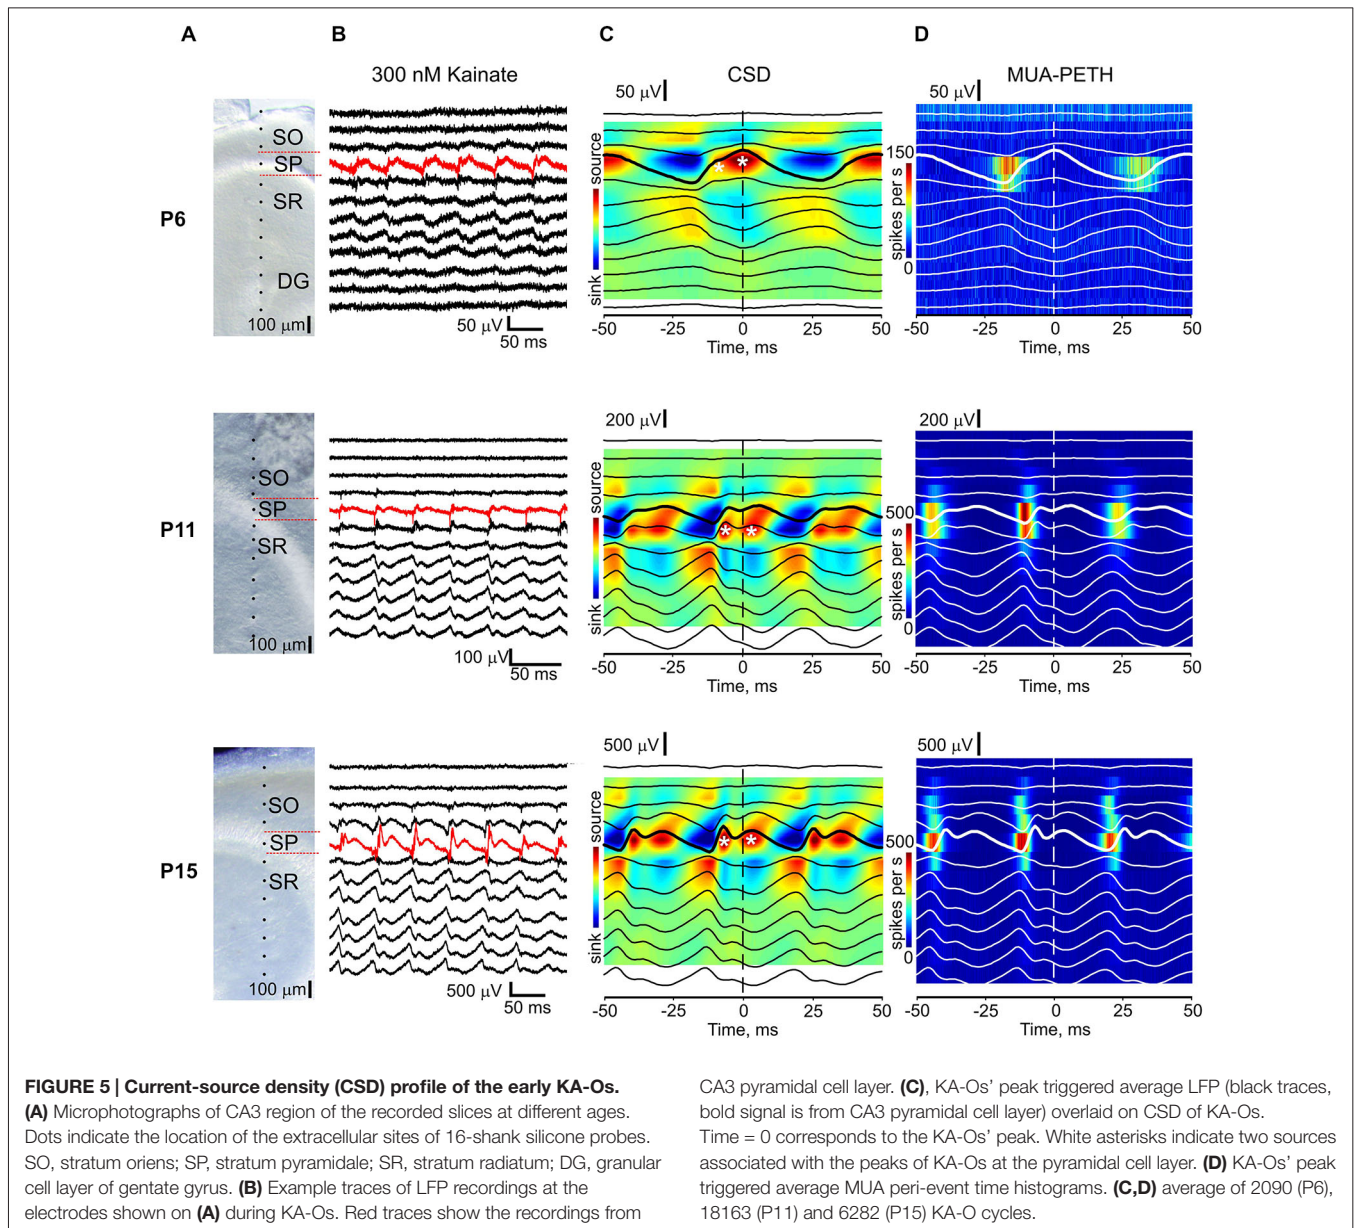 A B C D
300 nM Kainate CSD MUA-PETH
50 µV 50 µV
P6
SO
SP
SR
DG
100 µm
50 µV
50 ms
source
sink
-50 -25 0 25 50
Time, ms
150
spikes per s
0
-50 -25 0 25 50
Time, ms
200 µV 200 µV
P11
SO
SP
SR
100 µm
100 µV
50 ms
source
sink
-50 -25 0 25 50
Time, ms
500
spikes per s
0
-50 -25 0 25 50
Time, ms
500 µV 500 µV
P15
SO
SP
SR
100 µm
500 µV
50 ms
source
sink
-50 -25 0 25 50
Time, ms
500
spikes per s
0
-50 -25 0 25 50
Time, ms
FIGURE 5 | Current-source density (CSD) profile of the early KA-Os.
(A) Microphotographs of CA3 region of the recorded slices at different ages.
Dots indicate the location of the extracellular sites of 16-shank silicone probes.
SO, stratum oriens; SP, stratum pyramidale; SR, stratum radiatum; DG, granular
cell layer of gentate gyrus. (B) Example traces of LFP recordings at the
electrodes shown on (A) during KA-Os. Red traces show the recordings from
CA3 pyramidal cell layer. (C), KA-Os' peak triggered average LFP (black traces,
bold signal is from CA3 pyramidal cell layer) overlaid on CSD of KA-Os.
Time = 0 corresponds to the KA-Os' peak. White asterisks indicate two sources
associated with the peaks of KA-Os at the pyramidal cell layer. (D) KA-Os' peak
triggered average MUA peri-event time histograms. (C,D) average of 2090 (P6),
18163 (P11) and 6282 (P15) KA-O cycles.